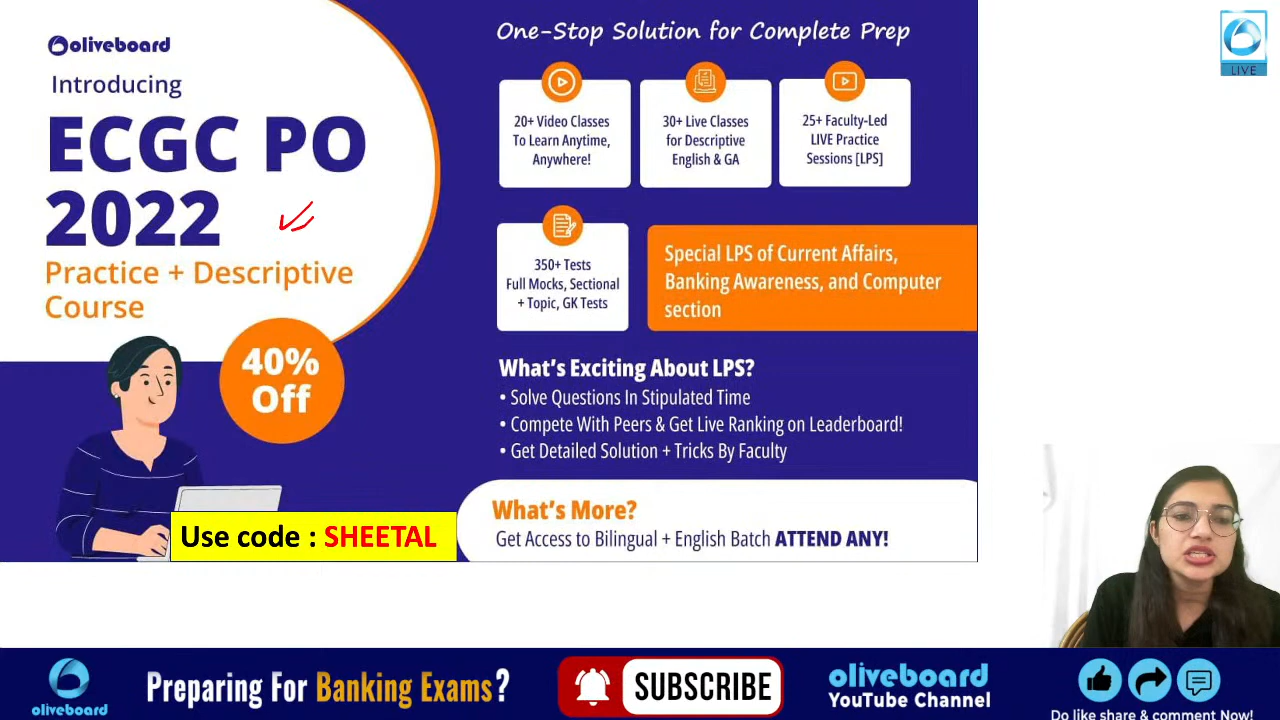 oliveboard
Introducing
ECGC PO
2022
Practice + Descriptive
Course
40%
Off
Use code : SHEETAL
One-Stop Solution for Complete Prep
20+ Video Classes
To Learn Anytime,
Anywhere!
30+ Live Classes
for Descriptive
English & GA
25+ Faculty-Led
LIVE Practice
Sessions [LPS]
350+ Tests
Full Mocks, Sectional
+ Topic, GK Tests
Special LPS of Current Affairs,
Banking Awareness, and Computer
section
What's Exciting About LPS?
• Solve Questions In Stipulated Time
• Compete With Peers & Get Live Ranking on Leaderboard!
• Get Detailed Solution + Tricks By Faculty
What's More?
Get Access to Bilingual + English Batch ATTEND ANY!
LIVE
oliveboard
Preparing For Banking Exams?
SUBSCRIBE
oliveboard
YouTube Channel
Do like share & comment Now!